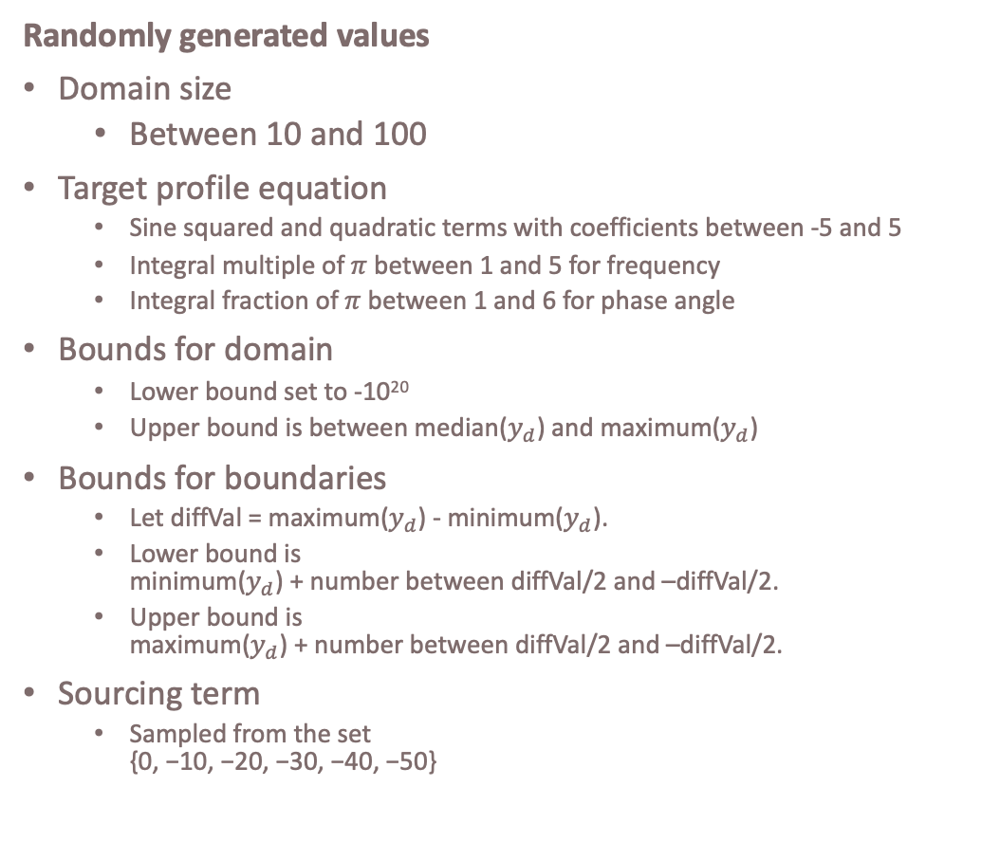 Randomly generated values
• Domain size
• Between 10 and 100
• Target profile equation
• Sine squared and quadratic terms with coefficients between -5 and 5
• Integral multiple of π between 1 and 5 for frequency
• Integral fraction of π between 1 and 6 for phase angle
• Bounds for domain
• Lower bound set to -10²⁰
• Upper bound is between median(y_d) and maximum(y_d)
• Bounds for boundaries
• Let diffVal = maximum(y_d) - minimum(y_d).
• Lower bound is
minimum(y_d) + number between diffVal/2 and –diffVal/2.
• Upper bound is
maximum(y_d) + number between diffVal/2 and –diffVal/2.
• Sourcing term
• Sampled from the set
{0, −10, −20, −30, −40, −50}